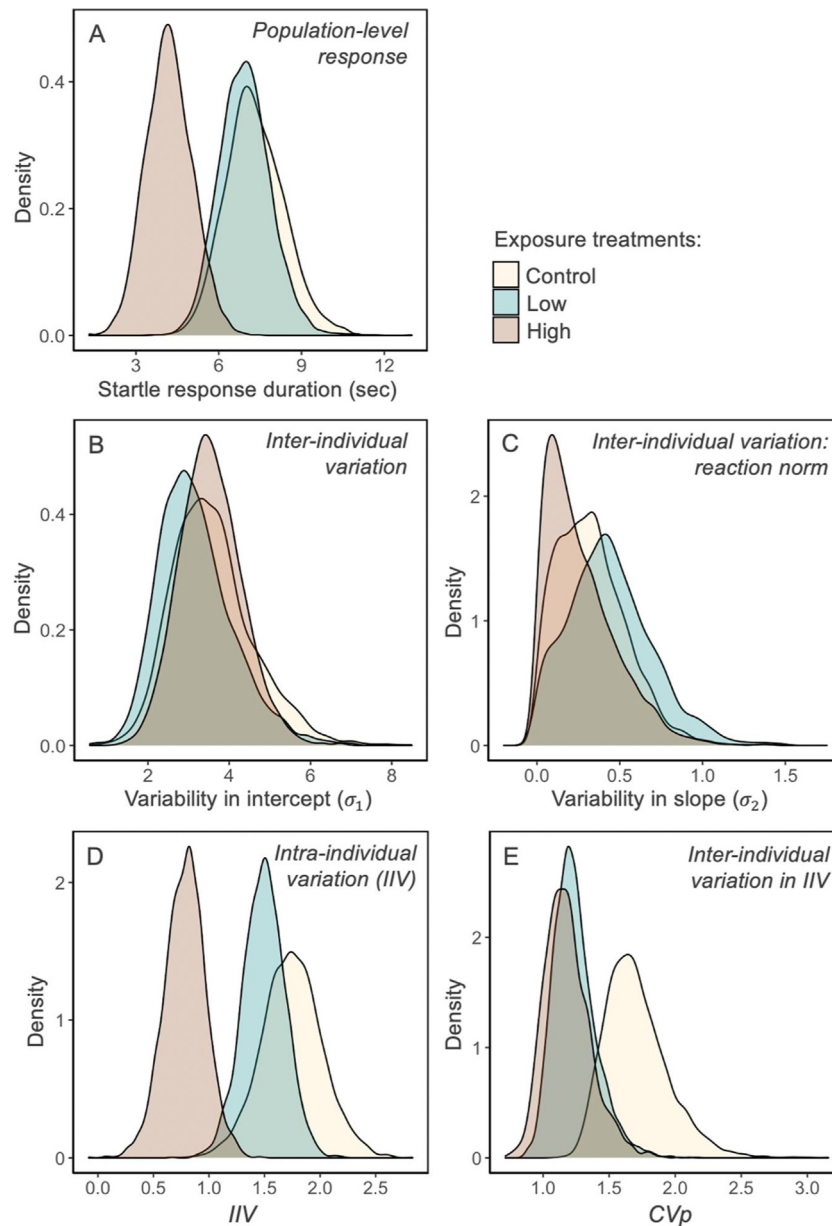 A
Population-level
response
Density
0.4
0.2
0.0
3 6 9 12
Startle response duration (sec)
Exposure treatments:
Control
Low
High
B
Inter-individual
variation
Density
0.4
0.2
0.0
2 4 6 8
Variability in intercept (σ₁)
C
Inter-individual variation:
reaction norm
Density
2
1
0
0.0 0.5 1.0 1.5
Variability in slope (σ₂)
D
Intra-individual
variation (IIV)
Density
2
1
0
0.0 0.5 1.0 1.5 2.0 2.5
IIV
E
Inter-individual
variation in IIV
Density
2
1
0
1.0 1.5 2.0 2.5 3.0
CVp